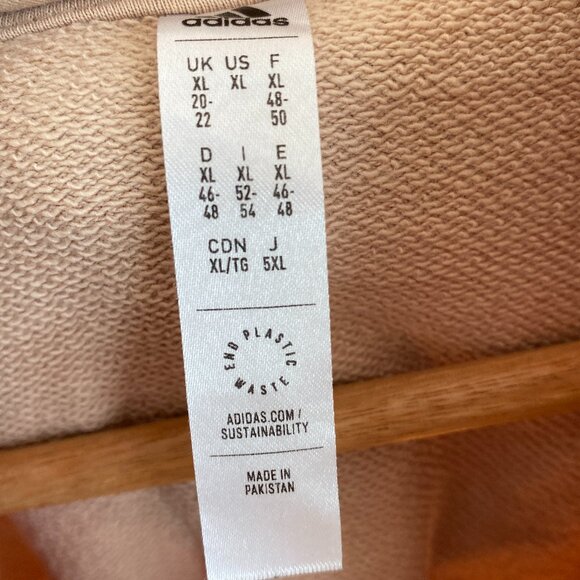 adidas
UK US F
XL XL XL
20- 48-
22 50
D I E
XL XL XL
46- 52- 46-
48 54 48
CDN J
XL/TG 5XL
END PLASTIC WASTE
ADIDAS.COM/
SUSTAINABILITY
MADE IN
PAKISTAN